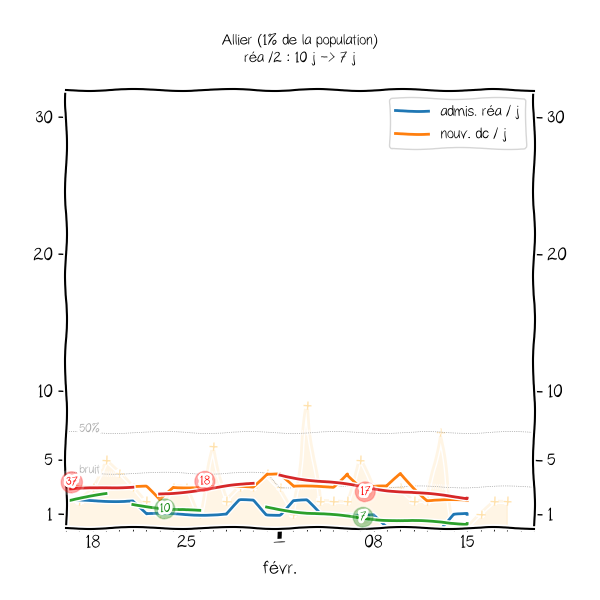 Allier (1% de la population)
réa /2 : 10 j -> 7 j
admis. réa / j
nouv. dc / j
30 30
20 20
10 10
50%
5 5
bruit
37 18 17
10 7
1 1
18 25 1 08 15
févr.